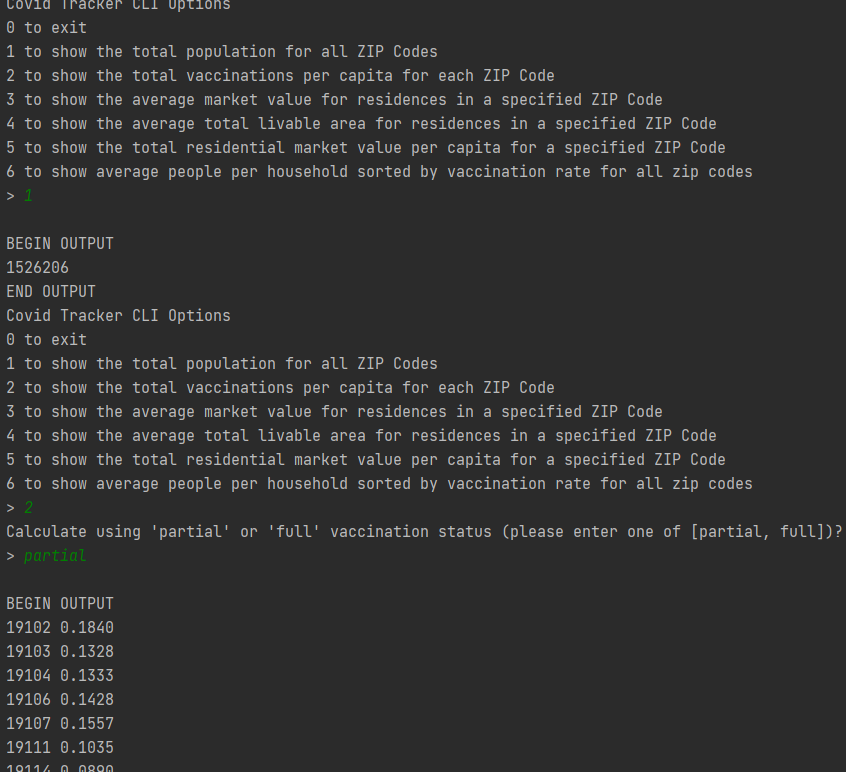 Covid Tracker CLI Options
0 to exit
1 to show the total population for all ZIP Codes
2 to show the total vaccinations per capita for each ZIP Code
3 to show the average market value for residences in a specified ZIP Code
4 to show the average total livable area for residences in a specified ZIP Code
5 to show the total residential market value per capita for a specified ZIP Code
6 to show average people per household sorted by vaccination rate for all zip codes
> 1
BEGIN OUTPUT
1526206
END OUTPUT
Covid Tracker CLI Options
0 to exit
1 to show the total population for all ZIP Codes
2 to show the total vaccinations per capita for each ZIP Code
3 to show the average market value for residences in a specified ZIP Code
4 to show the average total livable area for residences in a specified ZIP Code
5 to show the total residential market value per capita for a specified ZIP Code
6 to show average people per household sorted by vaccination rate for all zip codes
> 2
Calculate using 'partial' or 'full' vaccination status (please enter one of [partial, full])?
> partial
BEGIN OUTPUT
19102 0.1840
19103 0.1328
19104 0.1333
19106 0.1428
19107 0.1557
19111 0.1035
19114 0.0890